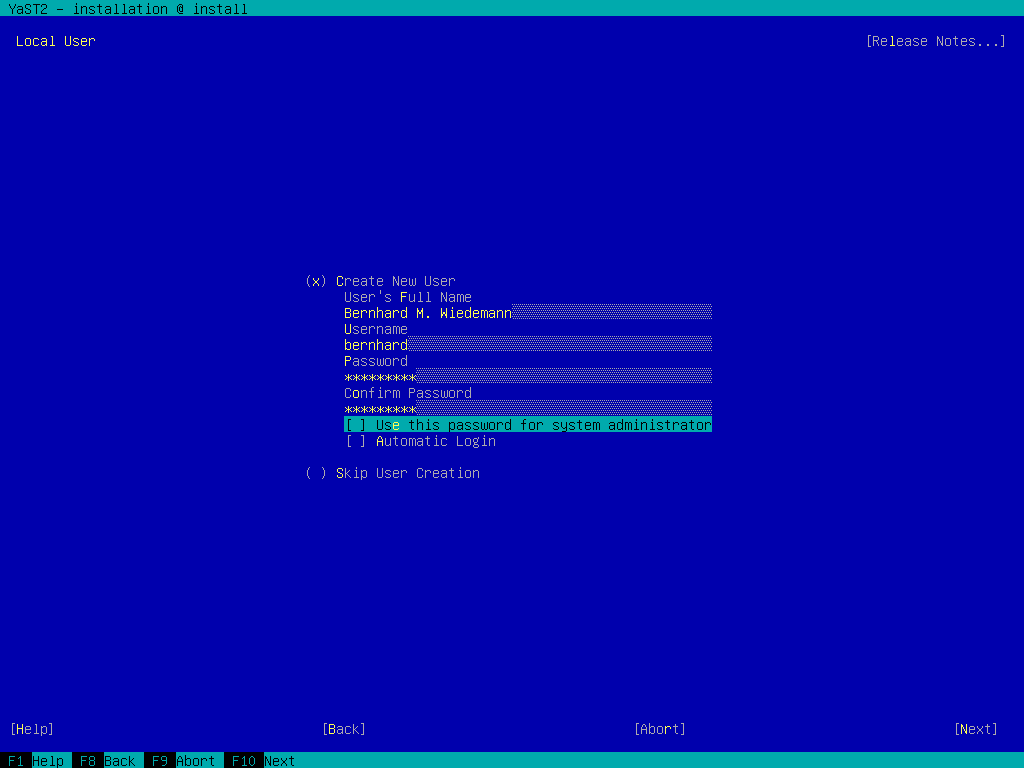 YaST2 - installation @ install
Local User [Release Notes...]
(x) Create New User
User's Full Name
Bernhard M. Wiedemann
Username
bernhard
Password
*********
Confirm Password
*********
[ ] Use this password for system administrator
[ ] Automatic Login
( ) Skip User Creation
[Help] [Back] [Abort] [Next]
F1 Help F8 Back F9 Abort F10 Next